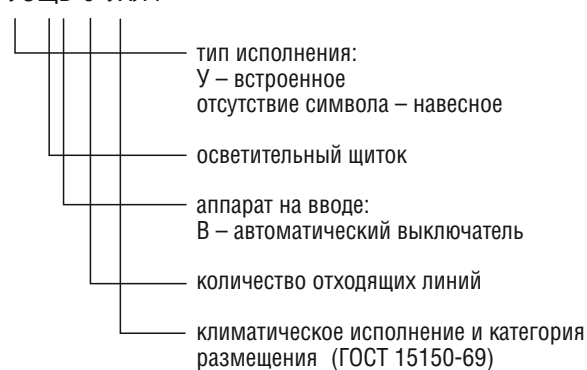 тип исполнения:
У – встроенное
отсутствие символа – навесное
осветительный щиток
аппарат на вводе:
В – автоматический выключатель
количество отходящих линий
климатическое исполнение и категория
размещения (ГОСТ 15150-69)